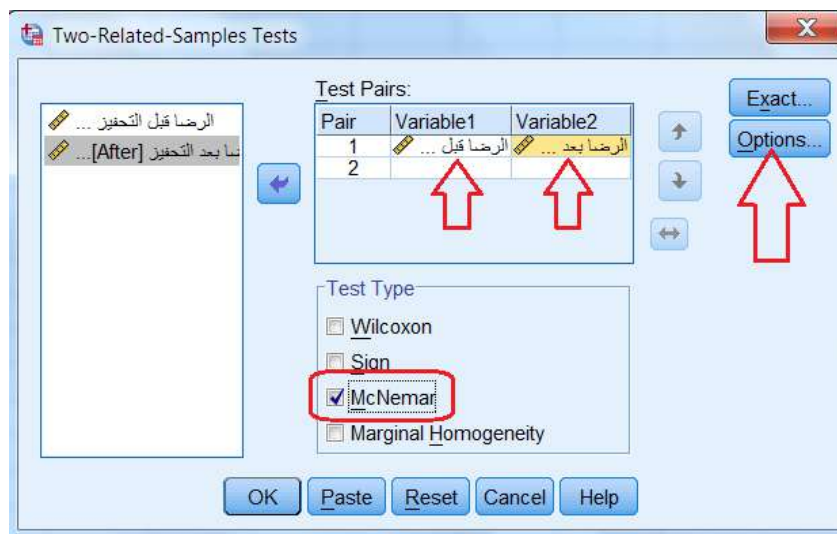 Two-Related-Samples Tests
Test Pairs:
Exact...
الرضا قبل التحفيز ...
ضا بعد التحفيز [After]...
Pair Variable1 Variable2
1 الرضا قبل ... الرضا بعد ...
2
Options...
Test Type
Wilcoxon
Sign
McNemar
Marginal Homogeneity
OK Paste Reset Cancel Help